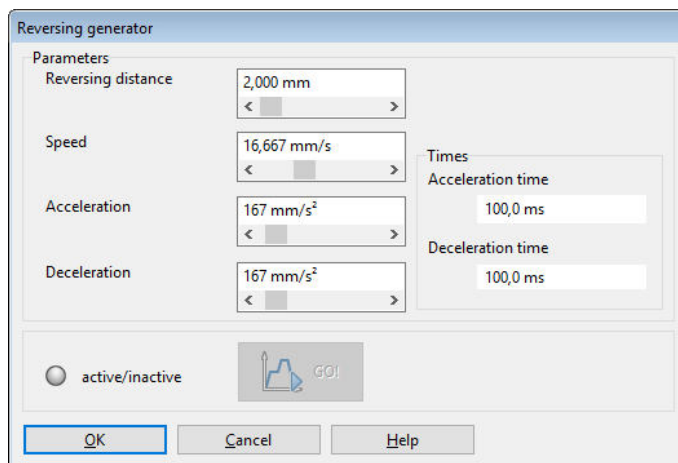 Reversing generator
Parameters
Reversing distance
2,000 mm
Speed
16,667 mm/s
Acceleration
167 mm/s²
Deceleration
167 mm/s²
Times
Acceleration time
100,0 ms
Deceleration time
100,0 ms
active/inactive
GO!
OK
Cancel
Help